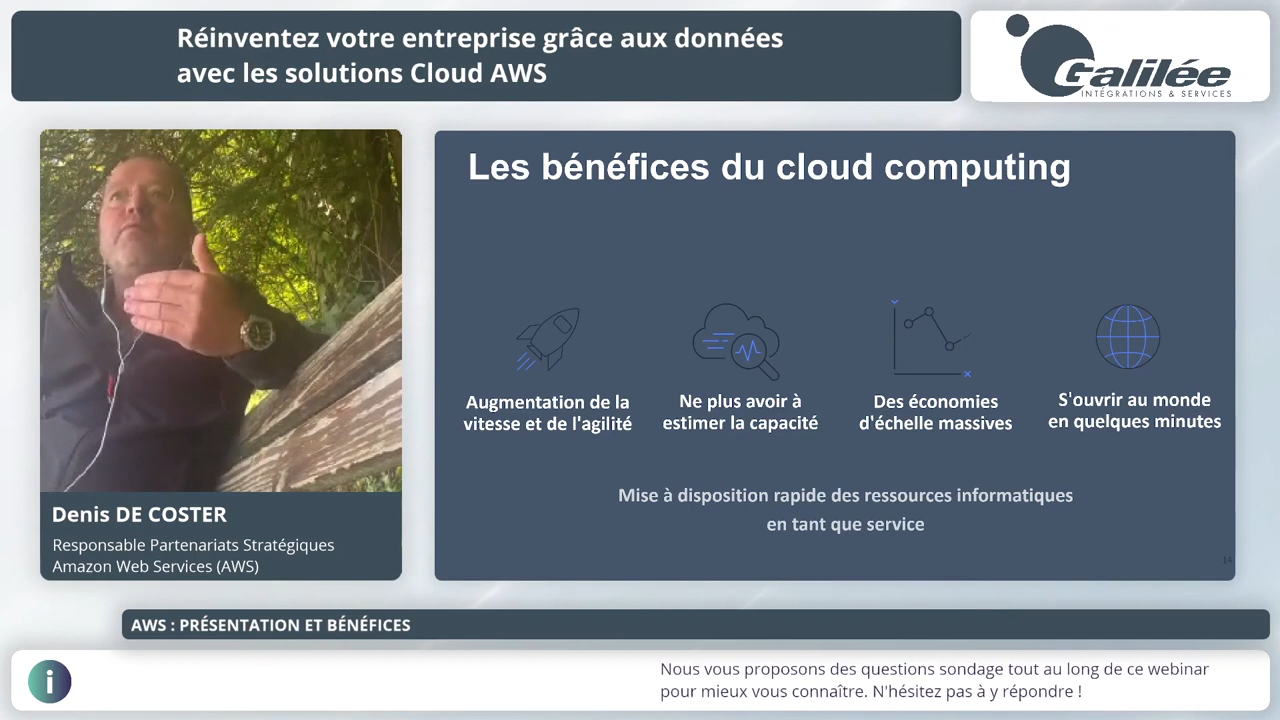 Réinventez votre entreprise grâce aux données
avec les solutions Cloud AWS
Galilée
INTÉGRATIONS & SERVICES
Les bénéfices du cloud computing
Augmentation de la
vitesse et de l'agilité
Ne plus avoir à
estimer la capacité
Des économies
d'échelle massives
S'ouvrir au monde
en quelques minutes
Mise à disposition rapide des ressources informatiques
en tant que service
14
Denis DE COSTER
Responsable Partenariats Stratégiques
Amazon Web Services (AWS)
AWS : PRÉSENTATION ET BÉNÉFICES
i
Nous vous proposons des questions sondage tout au long de ce webinar
pour mieux vous connaître. N'hésitez pas à y répondre !